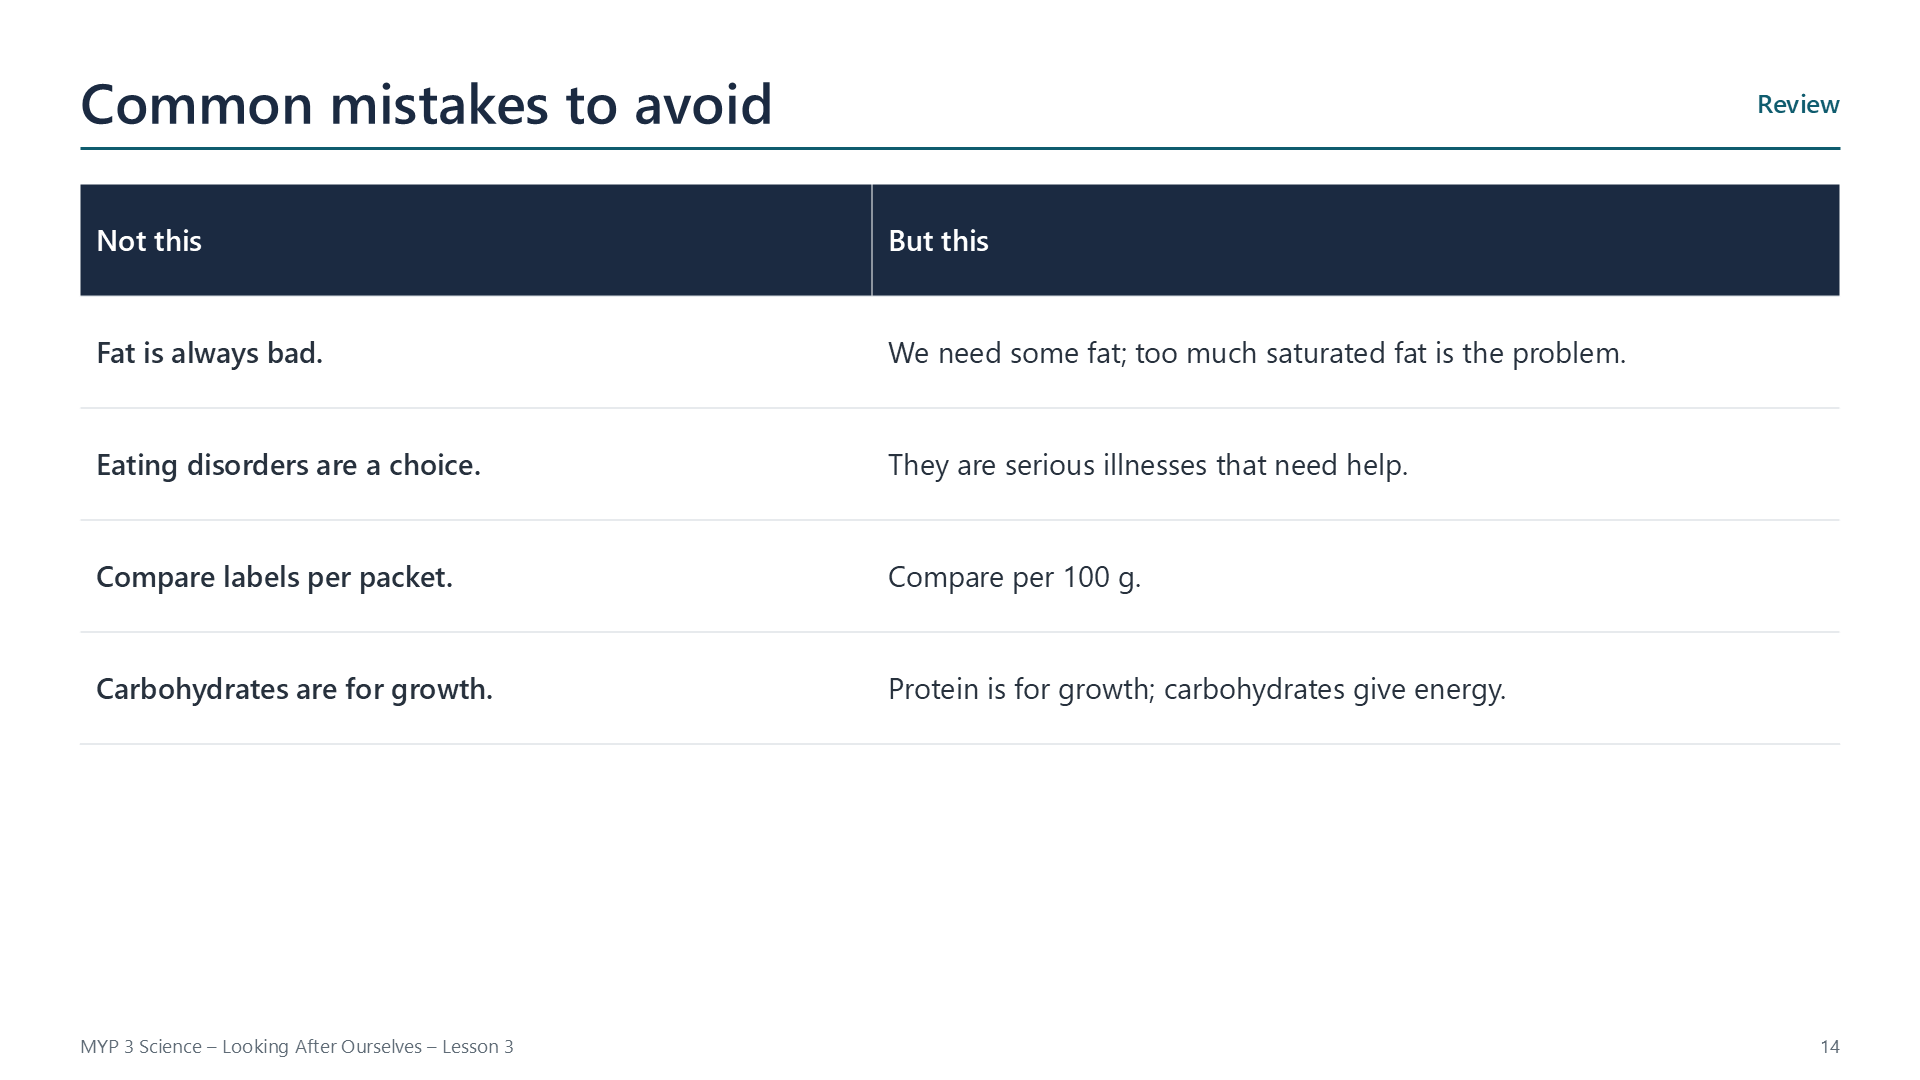 Common mistakes to avoid
Review
Not this
But this
Fat is always bad.
We need some fat; too much saturated fat is the problem.
Eating disorders are a choice.
They are serious illnesses that need help.
Compare labels per packet.
Compare per 100 g.
Carbohydrates are for growth.
Protein is for growth; carbohydrates give energy.
MYP 3 Science – Looking After Ourselves – Lesson 3
14